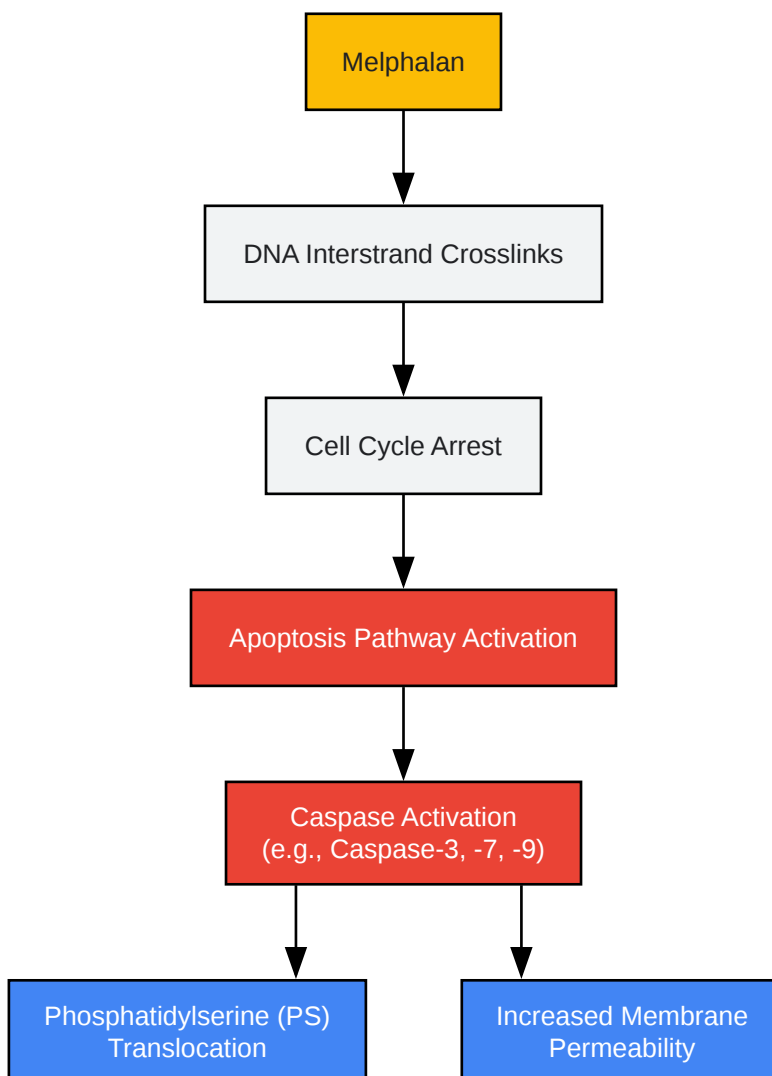 Melphalan
DNA Interstrand Crosslinks
Cell Cycle Arrest
Apoptosis Pathway Activation
Caspase Activation
(e.g., Caspase-3, -7, -9)
Phosphatidylserine (PS)
Translocation
Increased Membrane
Permeability